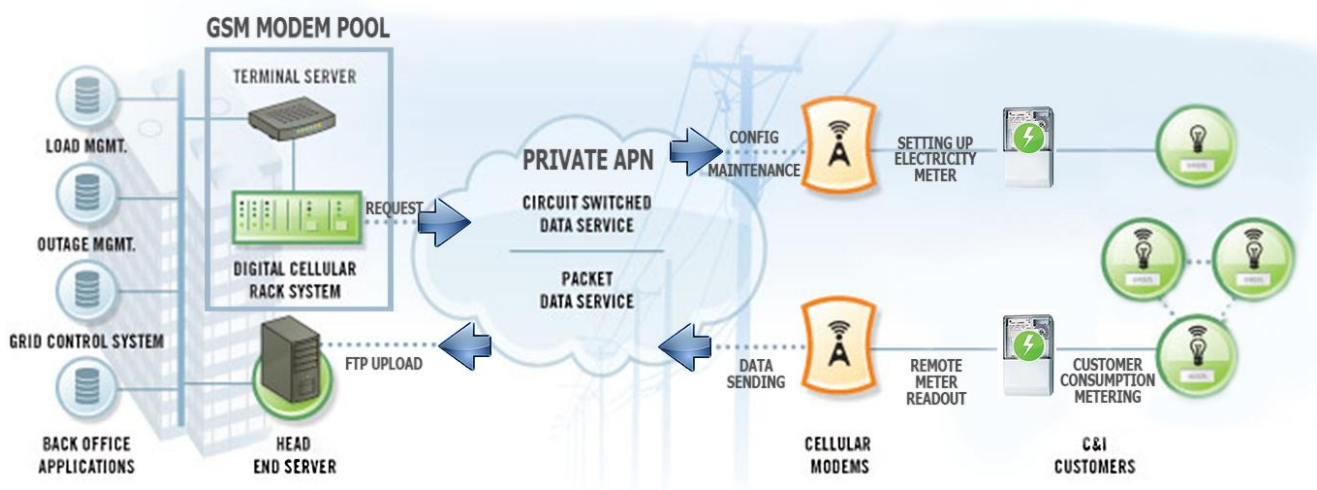 GSM MODEM POOL
TERMINAL SERVER
LOAD MGMT.
OUTAGE MGMT.
GRID CONTROL SYSTEM
BACK OFFICE
APPLICATIONS
DIGITAL CELLULAR
RACK SYSTEM
REQUEST
HEAD
END SERVER
FTP UPLOAD
PRIVATE APN
CIRCUIT SWITCHED
DATA SERVICE
PACKET
DATA SERVICE
CONFIG
MAINTENANCE
SETTING UP
ELECTRICITY
METER
DATA
SENDING
REMOTE
METER
READOUT
CUSTOMER
CONSUMPTION
METERING
CELLULAR
MODEMS
C&I
CUSTOMERS